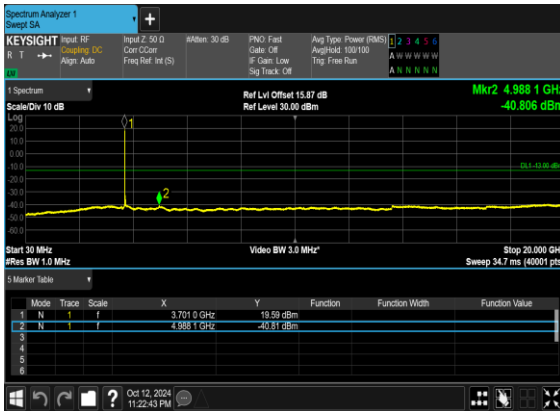 Spectrum Analyzer 1
Swept SA
+
KEYSIGHT Input: RF Input Z: 50 Ω #Atten: 30 dB PNO: Fast Avg Type: Power (RMS) 1 2 3 4 5 6
R T Coupling: DC Corr CCorr Gate: Off Avg|Hold: 100/100 A W W W W W
Align: Auto Freq Ref: Int (S) IF Gain: Low Trig: Free Run
LXI Sig Track: Off A N N N N N
1 Spectrum Ref Lvl Offset 15.87 dB Mkr2 4.988 1 GHz
Scale/Div 10 dB Ref Level 30.00 dBm -40.806 dBm
Log
1
20.0
10.0
0.00
-10.0
DL1 -13.00 dBm
-20.0
-30.0
2
-40.0
-50.0
-60.0
Start 30 MHz Video BW 3.0 MHz* Stop 20.000 GHz
#Res BW 1.0 MHz Sweep 34.7 ms (40001 pts)
5 Marker Table
Mode Trace Scale X Y Function Function Width Function Value
1 N 1 f 3.701 0 GHz 19.59 dBm
2 N 1 f 4.988 1 GHz -40.81 dBm
3
4
5
6
? Oct 12, 2024
11:22:43 PM